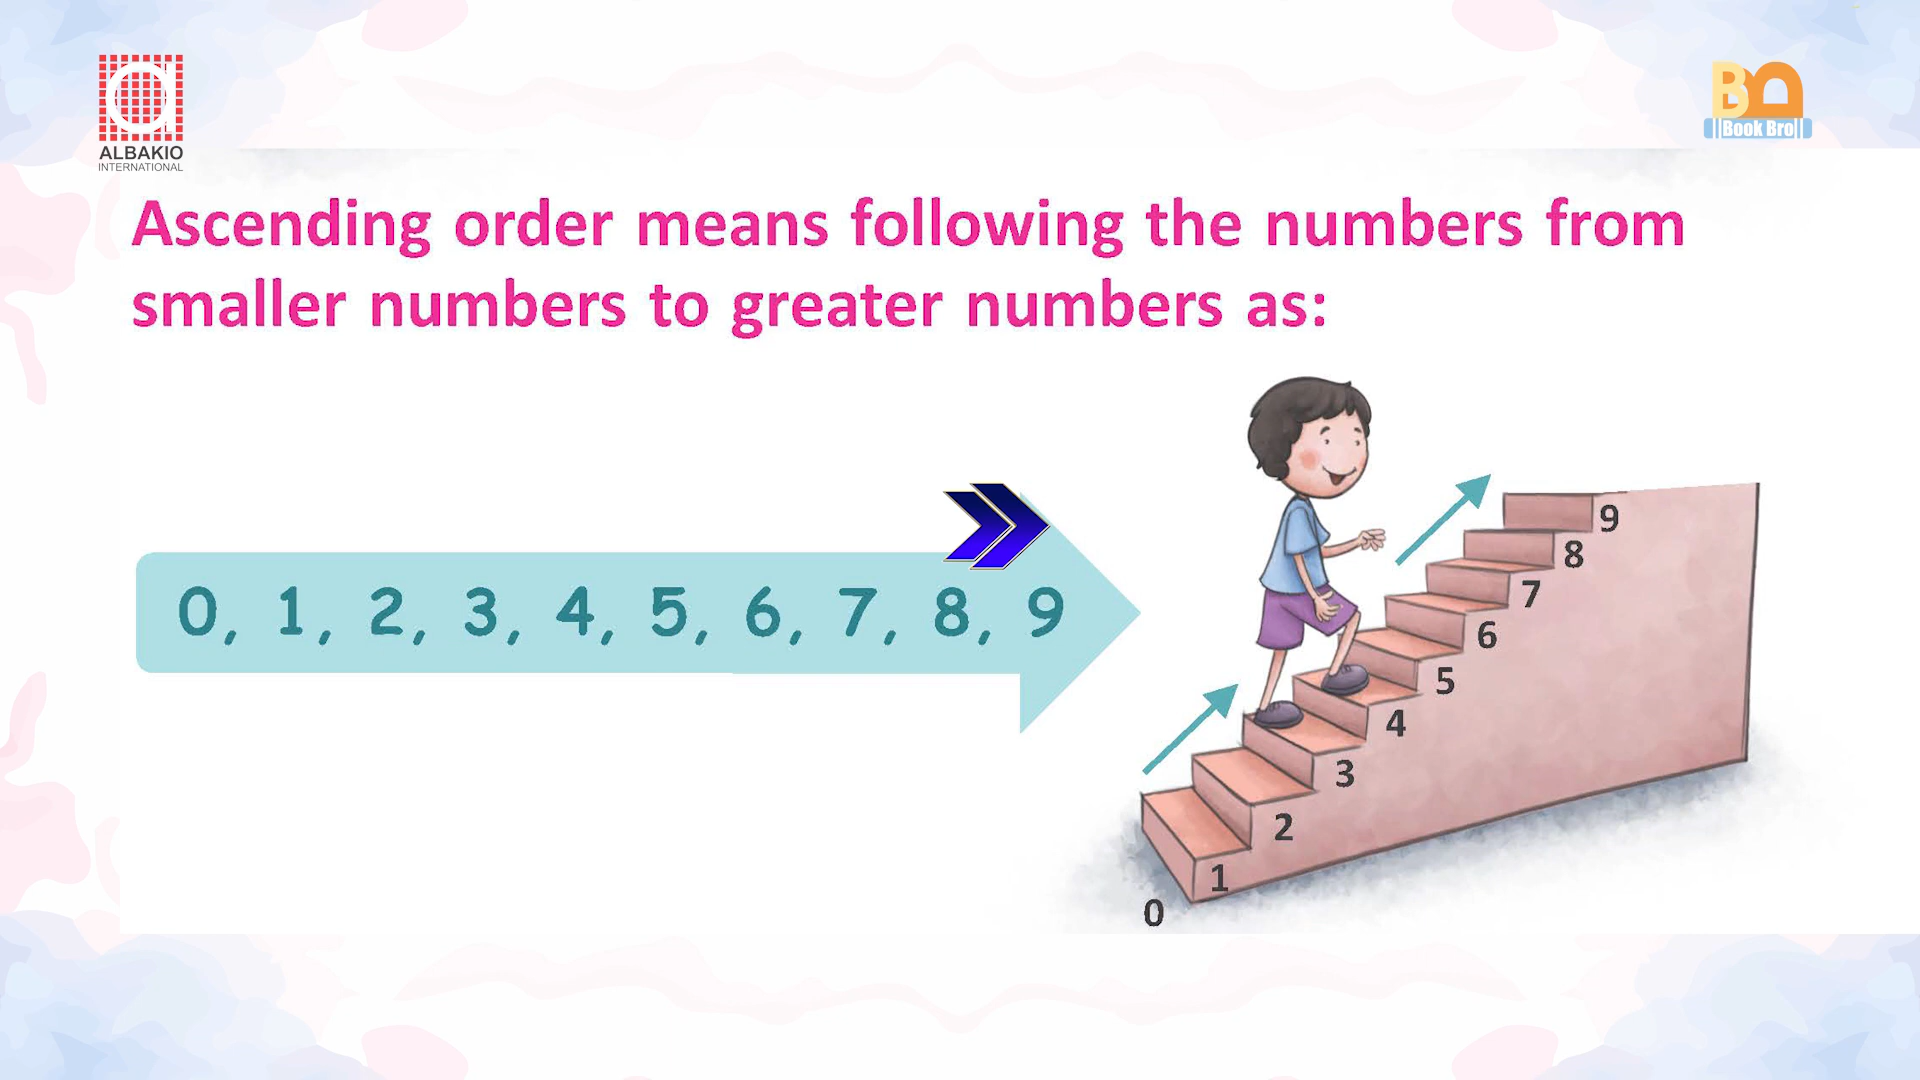 ALBAKIO
INTERNATIONAL
BQ
||Book Bro||
Ascending order means following the numbers from
smaller numbers to greater numbers as:
0, 1, 2, 3, 4, 5, 6, 7, 8, 9
9
8
7
6
5
4
3
2
1
0